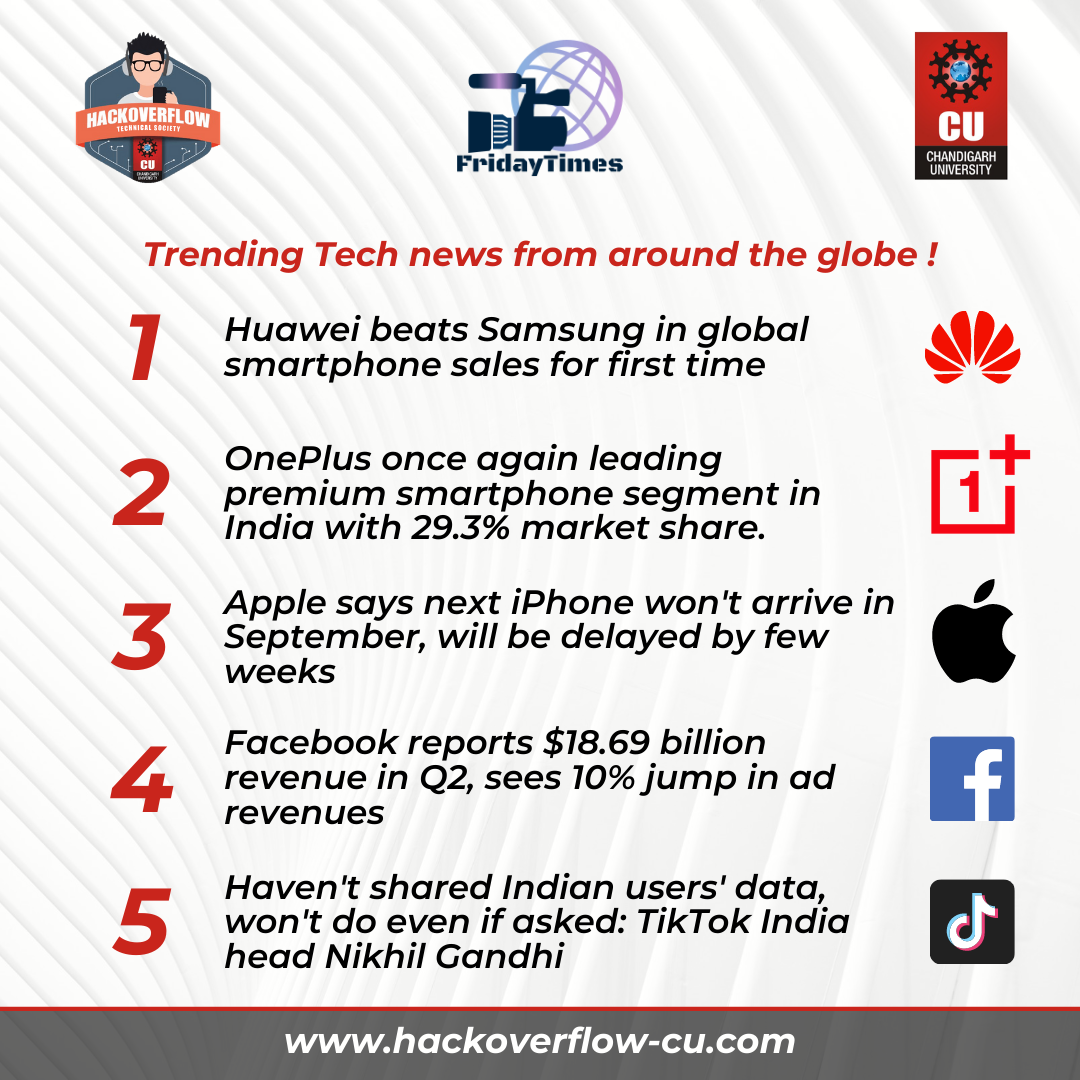 HACKOVERFLOW
TECHNICAL SOCIETY
CU
CHANDIGARH
UNIVERSITY
FridayTimes
CU
CHANDIGARH
UNIVERSITY
Trending Tech news from around the globe !
1
Huawei beats Samsung in global
smartphone sales for first time
2
OnePlus once again leading
premium smartphone segment in
India with 29.3% market share.
1
3
Apple says next iPhone won't arrive in
September, will be delayed by few
weeks
4
Facebook reports $18.69 billion
revenue in Q2, sees 10% jump in ad
revenues
f
5
Haven't shared Indian users' data,
won't do even if asked: TikTok India
head Nikhil Gandhi
www.hackoverflow-cu.com